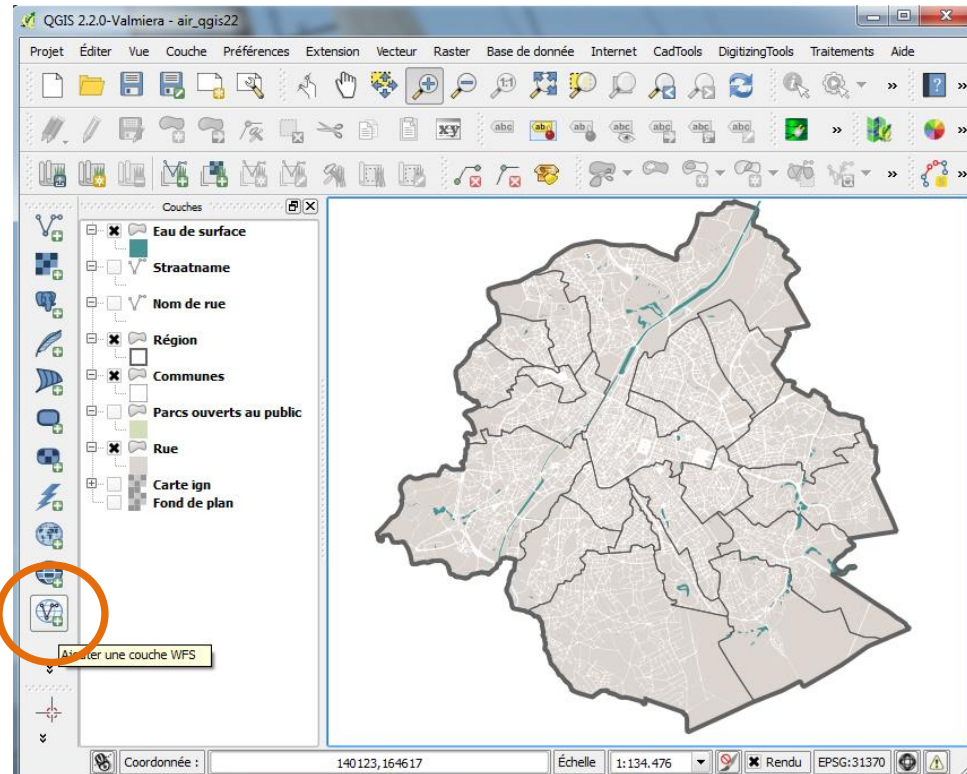 QGIS 2.2.0-Valmiera - air_qgis22
Projet Éditer Vue Couche Préférences Extension Vecteur Raster Base de donnée Internet CadTools DigitizingTools Traitements Aide
Couches
Eau de surface
Straatname
Nom de rue
Région
Communes
Parcs ouverts au public
Rue
Carte ign
Fond de plan
Ajouter une couche WFS
Coordonnée : 140123,164617 Échelle 1:134.476 Rendu EPSG:31370